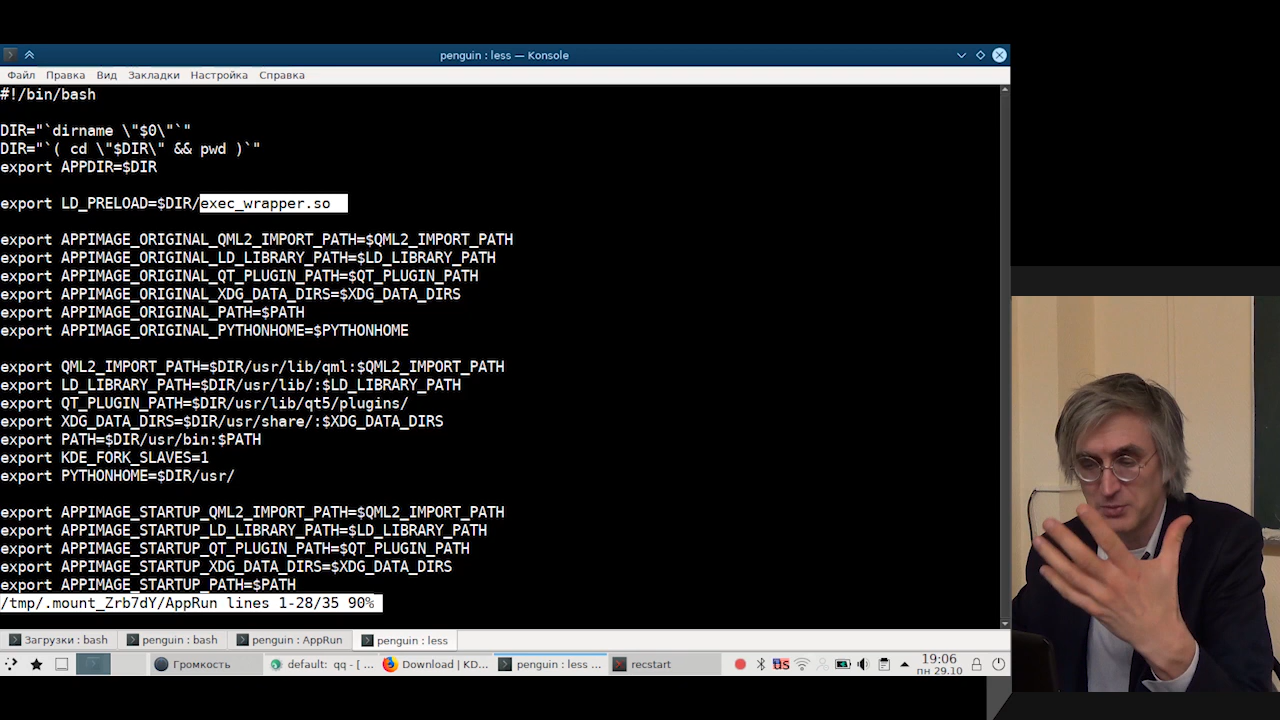 penguin : less — Konsole
Файл Правка Вид Закладки Настройка Справка
#!/bin/bash
DIR="`dirname \"$0\"`"
DIR="`( cd \"$DIR\" && pwd )`"
export APPDIR=$DIR
export LD_PRELOAD=$DIR/exec_wrapper.so
export APPIMAGE_ORIGINAL_QML2_IMPORT_PATH=$QML2_IMPORT_PATH
export APPIMAGE_ORIGINAL_LD_LIBRARY_PATH=$LD_LIBRARY_PATH
export APPIMAGE_ORIGINAL_QT_PLUGIN_PATH=$QT_PLUGIN_PATH
export APPIMAGE_ORIGINAL_XDG_DATA_DIRS=$XDG_DATA_DIRS
export APPIMAGE_ORIGINAL_PATH=$PATH
export APPIMAGE_ORIGINAL_PYTHONHOME=$PYTHONHOME
export QML2_IMPORT_PATH=$DIR/usr/lib/qml:$QML2_IMPORT_PATH
export LD_LIBRARY_PATH=$DIR/usr/lib/:$LD_LIBRARY_PATH
export QT_PLUGIN_PATH=$DIR/usr/lib/qt5/plugins/
export XDG_DATA_DIRS=$DIR/usr/share/:$XDG_DATA_DIRS
export PATH=$DIR/usr/bin:$PATH
export KDE_FORK_SLAVES=1
export PYTHONHOME=$DIR/usr/
export APPIMAGE_STARTUP_QML2_IMPORT_PATH=$QML2_IMPORT_PATH
export APPIMAGE_STARTUP_LD_LIBRARY_PATH=$LD_LIBRARY_PATH
export APPIMAGE_STARTUP_QT_PLUGIN_PATH=$QT_PLUGIN_PATH
export APPIMAGE_STARTUP_XDG_DATA_DIRS=$XDG_DATA_DIRS
export APPIMAGE_STARTUP_PATH=$PATH
/tmp/.mount_Zrb7dY/AppRun lines 1-28/35 90%
Загрузки : bash penguin : bash penguin : AppRun penguin : less
Громкость default: qq - [ ... Download | KD... penguin : less ... recstart US 19:06
пн 29.10